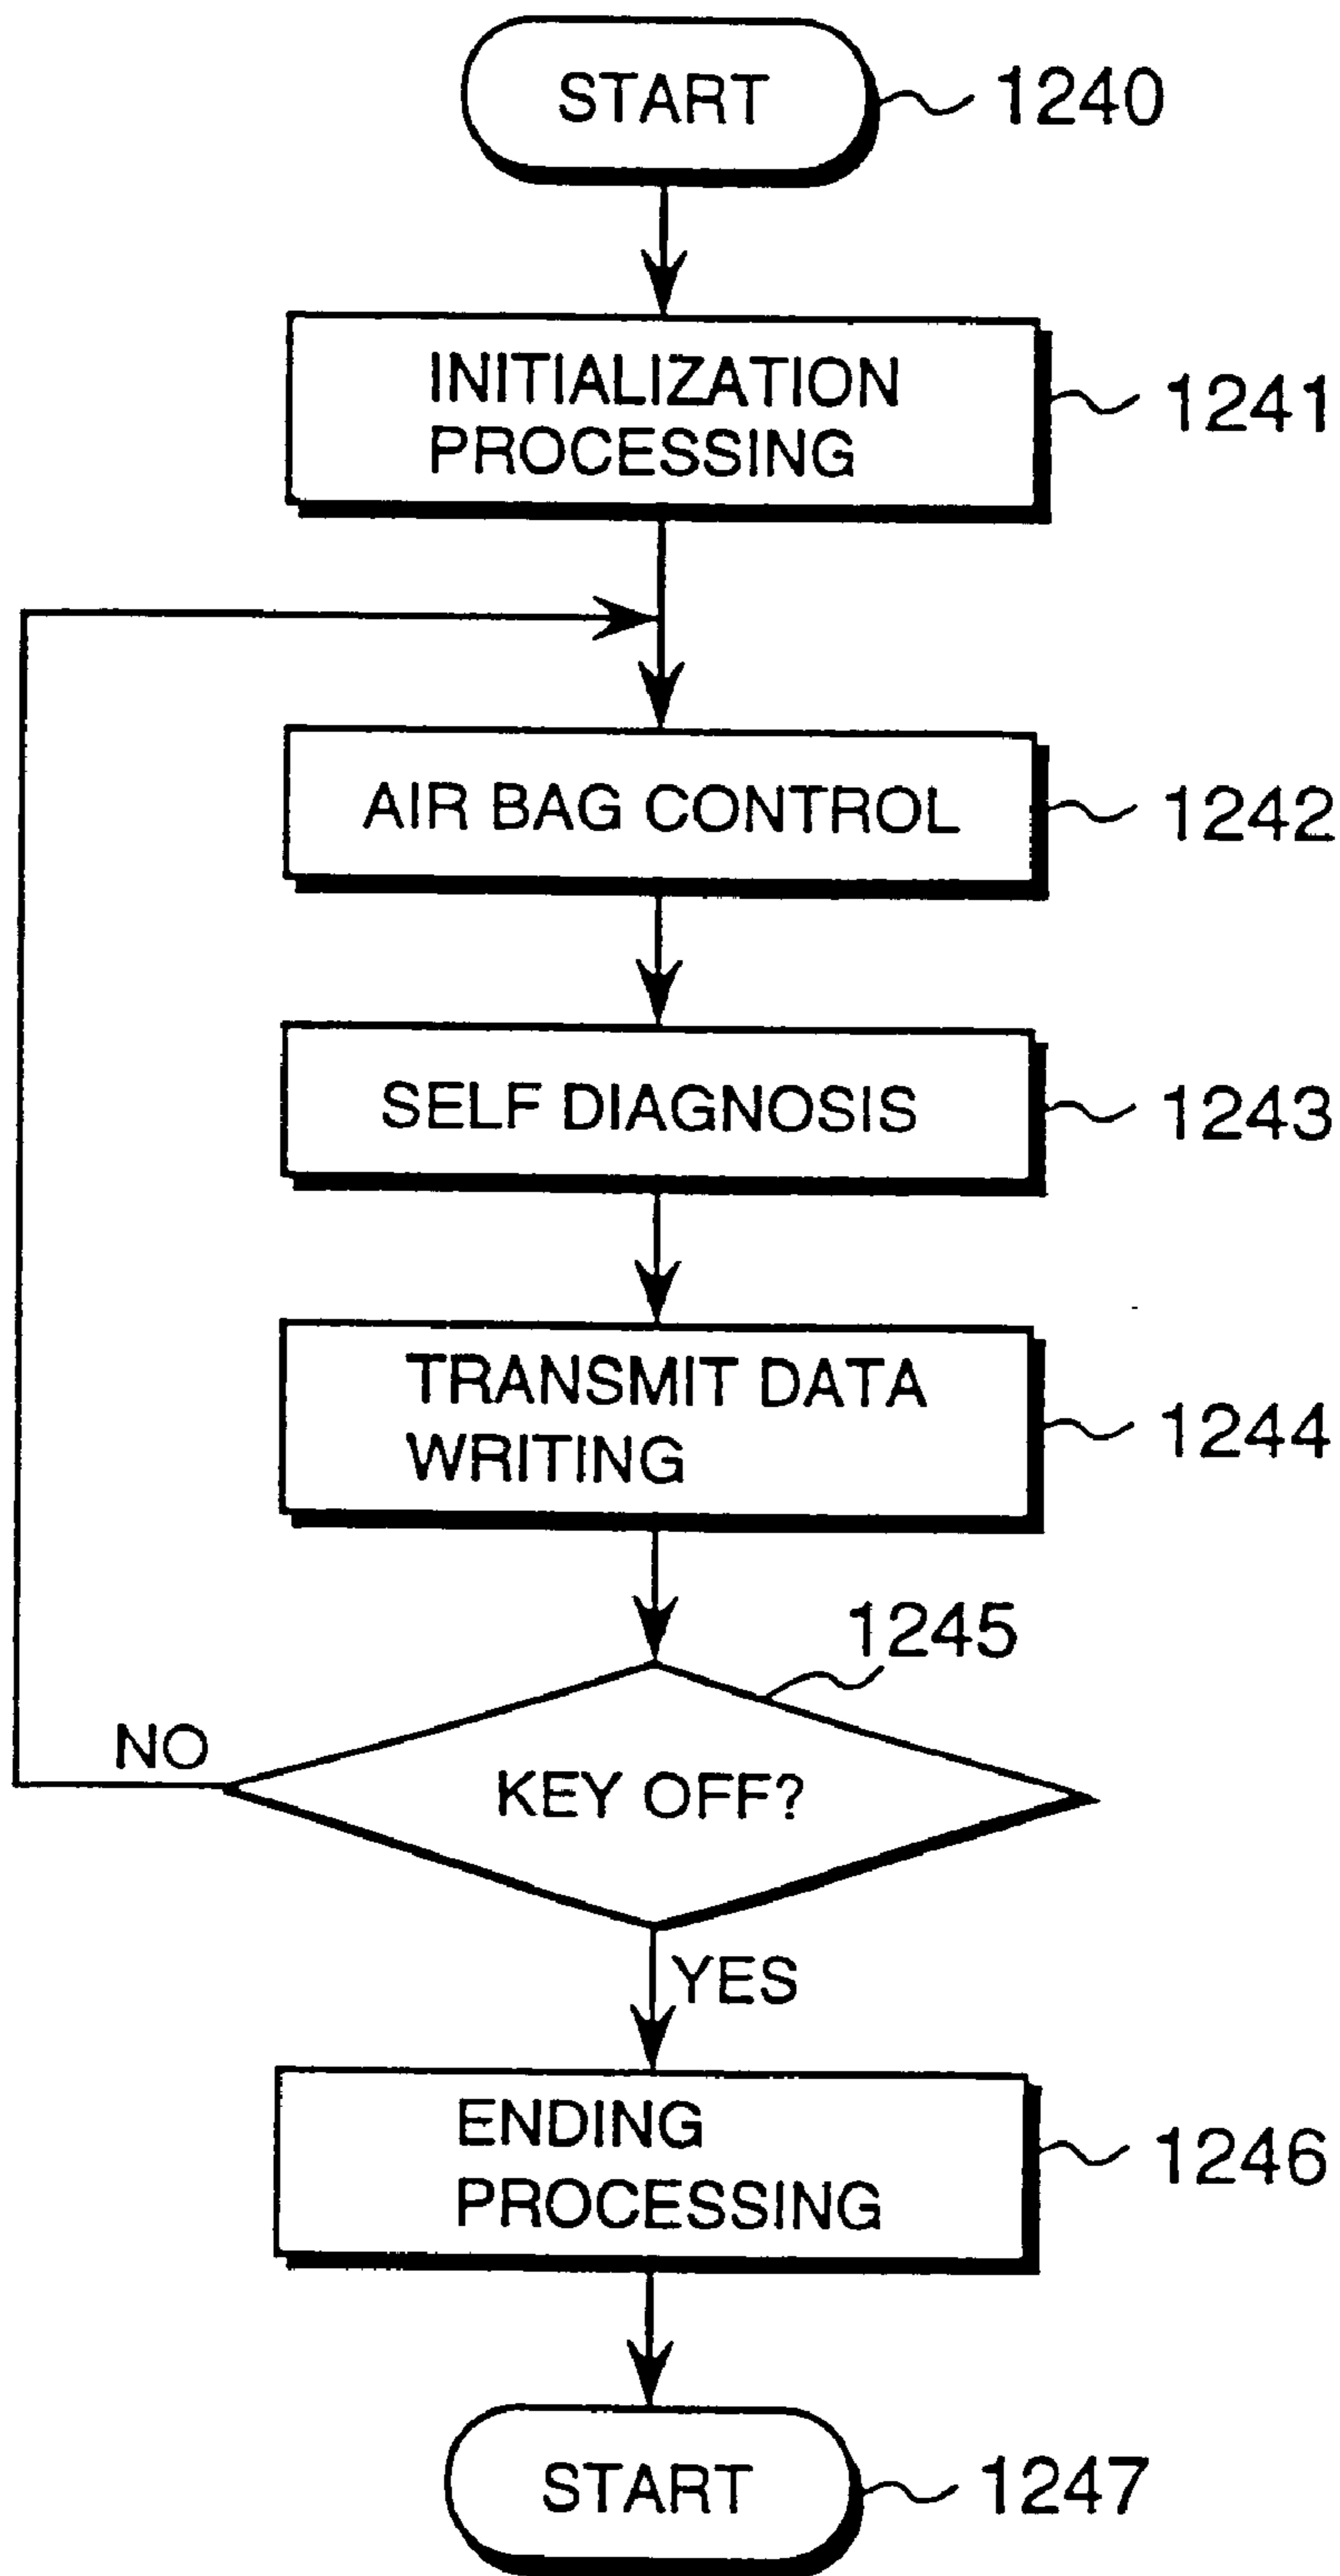 START
1240
INITIALIZATION
PROCESSING
1241
AIR BAG CONTROL
1242
SELF DIAGNOSIS
1243
TRANSMIT DATA
WRITING
1244
1245
NO
KEY OFF?
YES
ENDING
PROCESSING
1246
START
1247